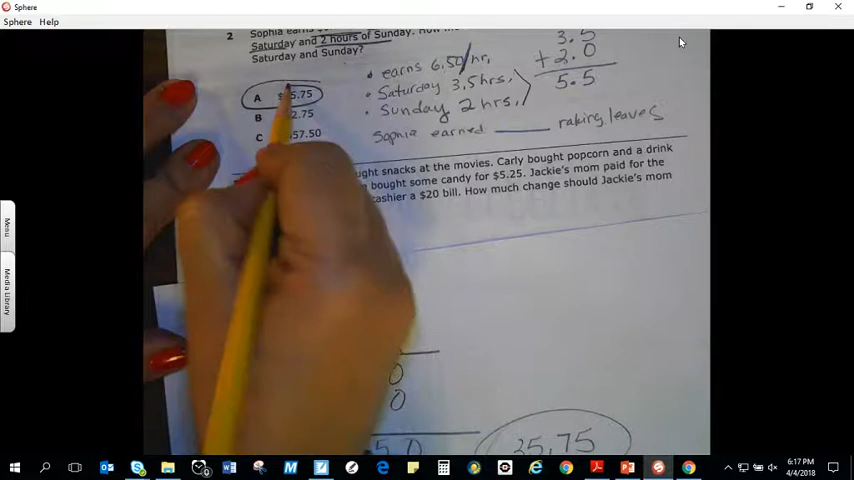 Sphere Help
2 Sophia earns
Saturday and 2 hours of Sunday.
Saturday and Sunday?
A 5.75
B 2.75
C 57.50
• earns 6.50/hr,
• Saturday 3.5 hrs,
• Sunday 2 hrs,
Sophia earned ____ raking leaves
3.5
+ 2.0
5.5
ught snacks at the movies. Carly bought popcorn and a drink
bought some candy for $5.25. Jackie's mom paid for the
cashier a $20 bill. How much change should Jackie's mom
0
0
35.75
Menu
Media Library
6:17 PM
4/4/2018